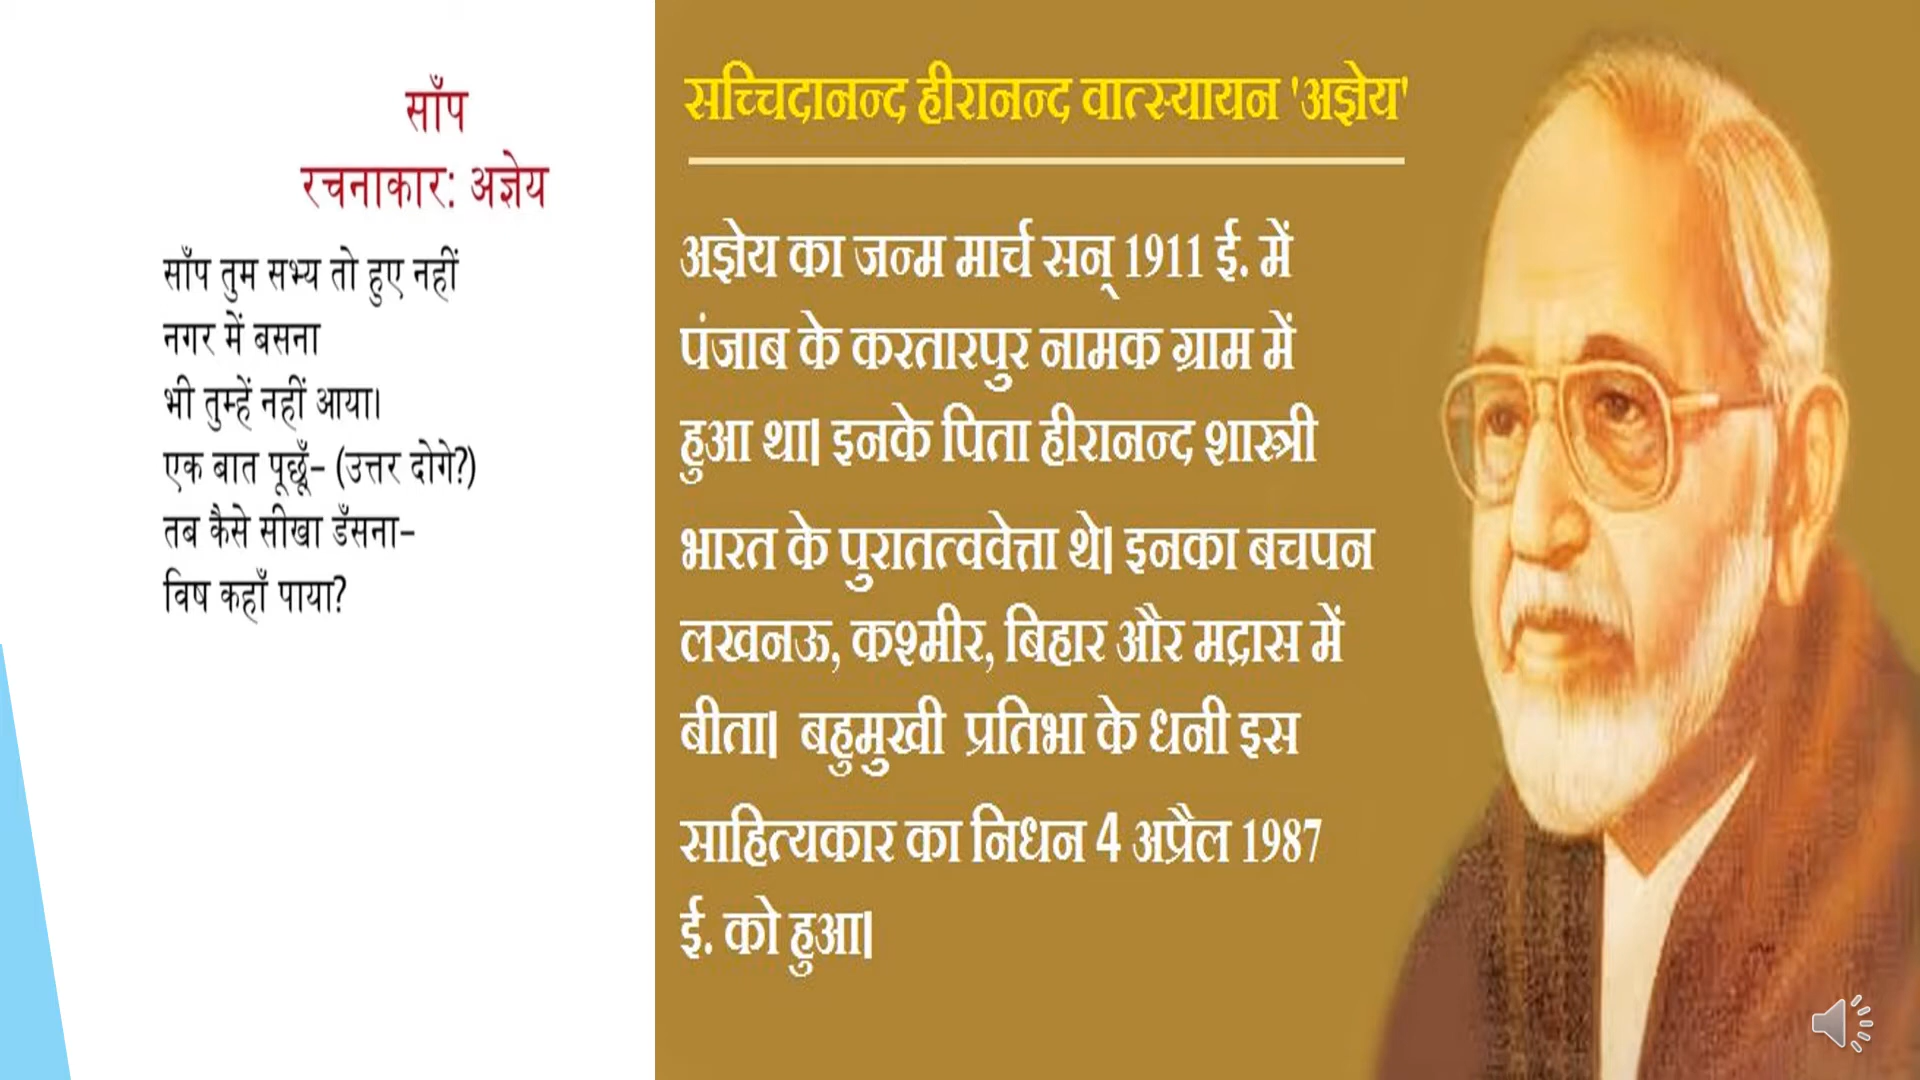 साँप
रचनाकार: अज्ञेय
साँप तुम सभ्य तो हुए नहीं
नगर में बसना
भी तुम्हें नहीं आया।
एक बात पूछूँ– (उत्तर दोगे?)
तब कैसे सीखा डँसना–
विष कहाँ पाया?
सच्चिदानन्द हीरानन्द वात्स्यायन 'अज्ञेय'
अज्ञेय का जन्म मार्च सन् 1911 ई. में
पंजाब के करतारपुर नामक ग्राम में
हुआ था। इनके पिता हीरानन्द शास्त्री
भारत के पुरातत्ववेत्ता थे। इनका बचपन
लखनऊ, कश्मीर, बिहार और मद्रास में
बीता। बहुमुखी प्रतिभा के धनी इस
साहित्यकार का निधन 4 अप्रैल 1987
ई. को हुआ।